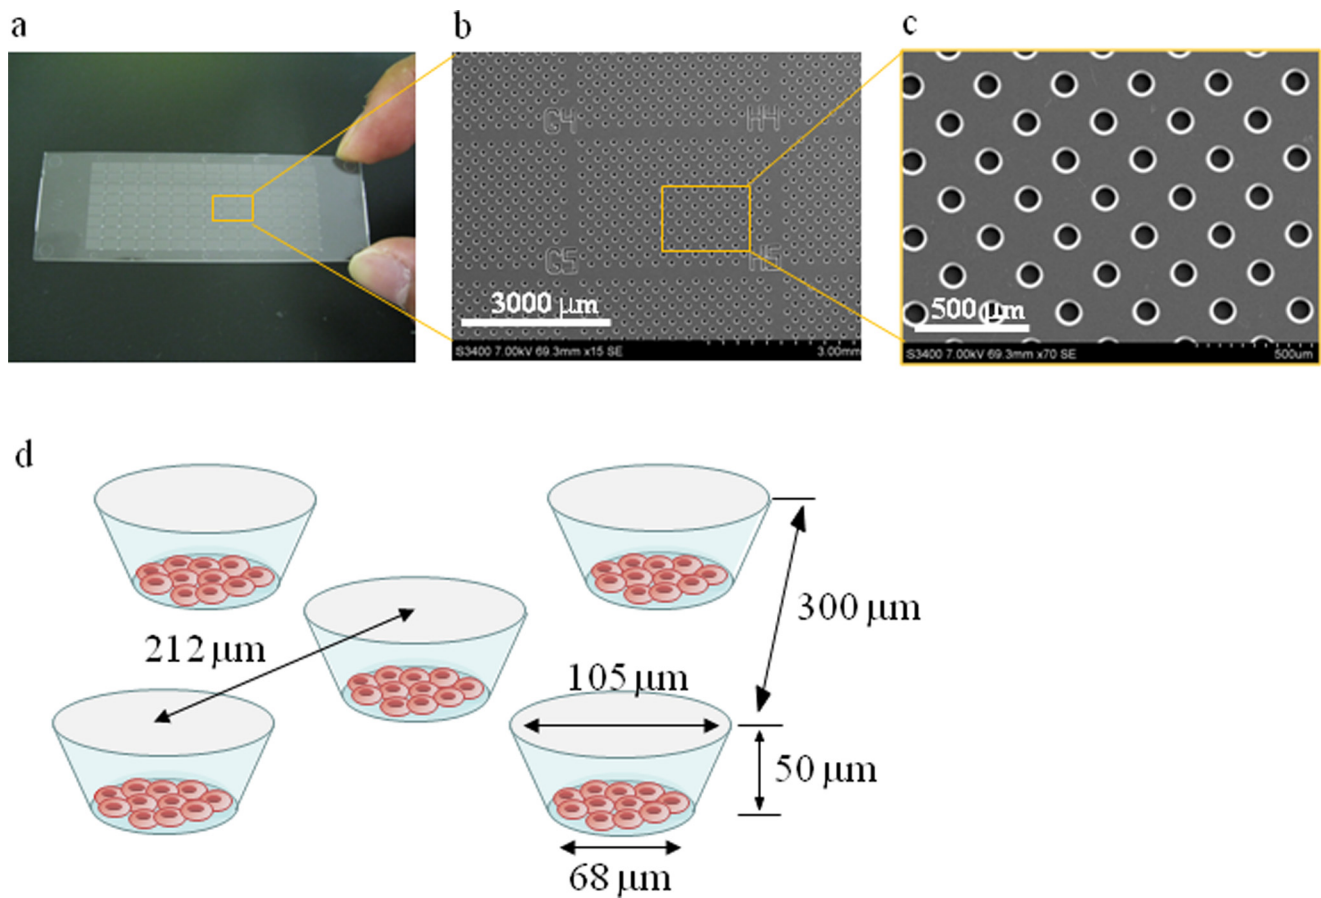 a
b
c
G4
H4
G5
H5
3000 μm
S3400 7.00kV 69.3mm x15 SE
3.00mm
500 μm
S3400 7.00kV 69.3mm x70 SE
500um
d
212 μm
300 μm
105 μm
50 μm
68 μm